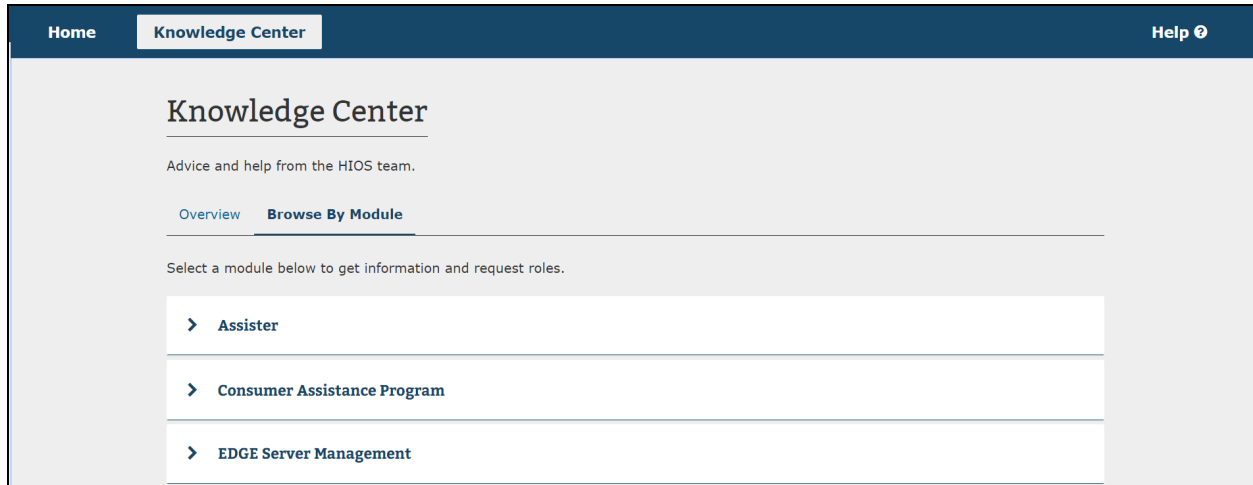 Home Knowledge Center Help
Knowledge Center
Advice and help from the HIOS team.
Overview Browse By Module
Select a module below to get information and request roles.
Assister
Consumer Assistance Program
EDGE Server Management